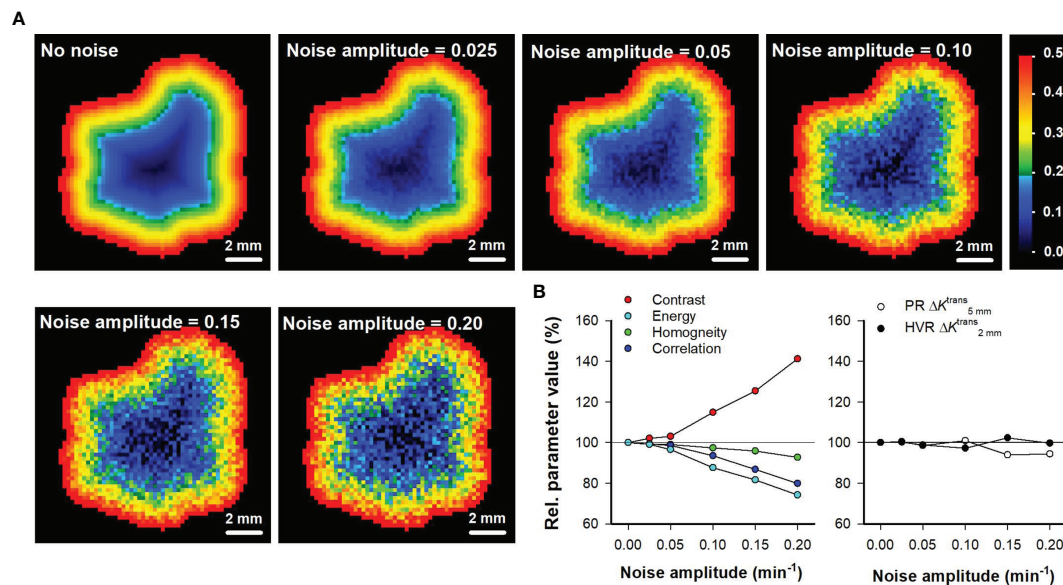 A
No noise
Noise amplitude = 0.025
Noise amplitude = 0.05
Noise amplitude = 0.10
0.5
0.4
0.3
0.2
0.1
0.0
2 mm
2 mm
2 mm
2 mm
Noise amplitude = 0.15
Noise amplitude = 0.20
2 mm
2 mm
B
Contrast
Energy
Homogneity
Correlation
Rel. parameter value (%)
160
140
120
100
80
60
0.00 0.05 0.10 0.15 0.20
Noise amplitude (min⁻¹)
PR ΔKᵗʳᵃⁿˢ 5 mm
HVR ΔKᵗʳᵃⁿˢ 2 mm
160
140
120
100
80
60
0.00 0.05 0.10 0.15 0.20
Noise amplitude (min⁻¹)